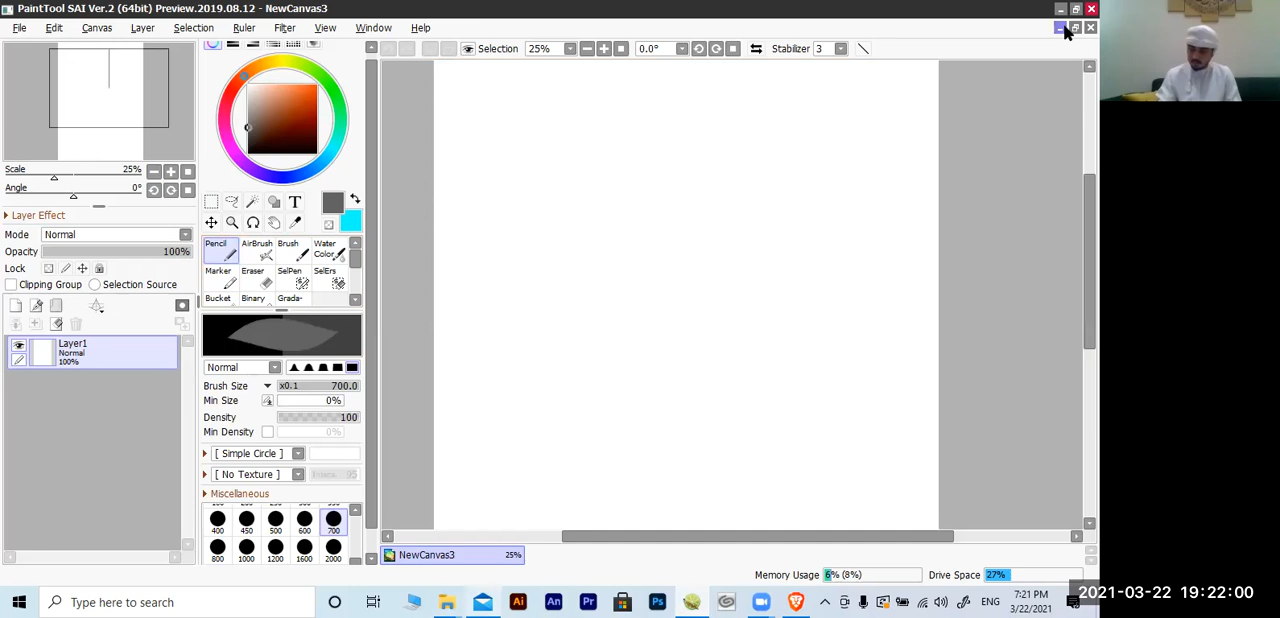 PaintTool SAI Ver.2 (64bit) Preview.2019.08.12 - NewCanvas3
File Edit Canvas Layer Selection Ruler Filter View Window Help
Selection 25% 0.0° Stabilizer 3
Scale 25%
Angle 0°
Layer Effect
Mode Normal
Opacity 100%
Lock
Clipping Group Selection Source
Layer1
Normal
100%
T
Pencil AirBrush Brush Water Color
Marker Eraser SelPen SelErs
Bucket Binary Grada-
Normal
Brush Size x0.1 700.0
Min Size 0%
Density 100
Min Density 0%
[ Simple Circle ]
[ No Texture ] 95
Miscellaneous
400 450 500 600 700
800 1000 1200 1600 2000
NewCanvas3 25%
Memory Usage 6% (8%) Drive Space 27%
Type here to search
Ai An Pr Ps
ENG
7:21 PM
3/22/2021
2021-03-22 19:22:00